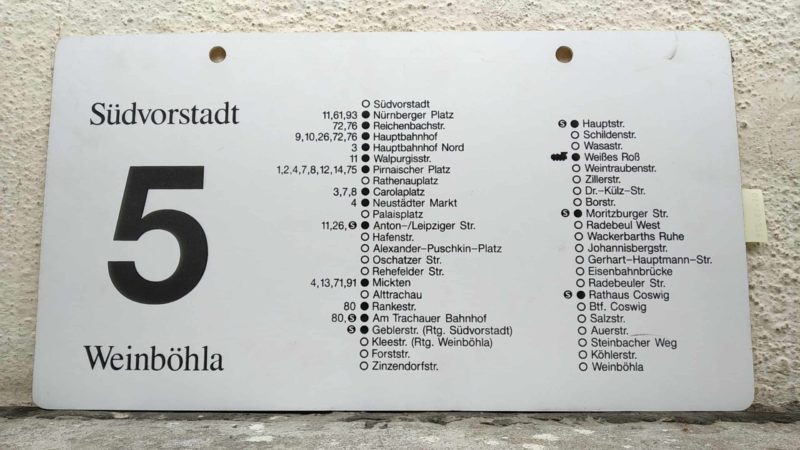 Südvorstadt
5
Weinböhla
Südvorstadt
11,61,93 Nürnberger Platz
72,76 Reichenbachstr.
9,10,26,72,76 Hauptbahnhof
3 Hauptbahnhof Nord
11 Walpurgisstr.
1,2,4,7,8,12,14,75 Pirnaischer Platz
Rathenauplatz
3,7,8 Carolaplatz
4 Neustädter Markt
Palaisplatz
11,26,S Anton-/Leipziger Str.
Hafenstr.
Alexander-Puschkin-Platz
Oschatzer Str.
Rehefelder Str.
4,13,71,91 Mickten
Alttrachau
80 Rankestr.
80,S Am Trachauer Bahnhof
S Geblerstr. (Rtg. Südvorstadt)
Kleestr. (Rtg. Weinböhla)
Forststr.
Zinzendorfstr.
S Hauptstr.
Schildenstr.
Wasastr.
Weißes Roß
Weintraubenstr.
Zillerstr.
Dr.-Külz-Str.
Borstr.
S Moritzburger Str.
Radebeul West
Wackerbarths Ruhe
Johannisbergstr.
Gerhart-Hauptmann-Str.
Eisenbahnbrücke
Radebeuler Str.
S Rathaus Coswig
Btf. Coswig
Salzstr.
Auerstr.
Steinbacher Weg
Köhlerstr.
Weinböhla